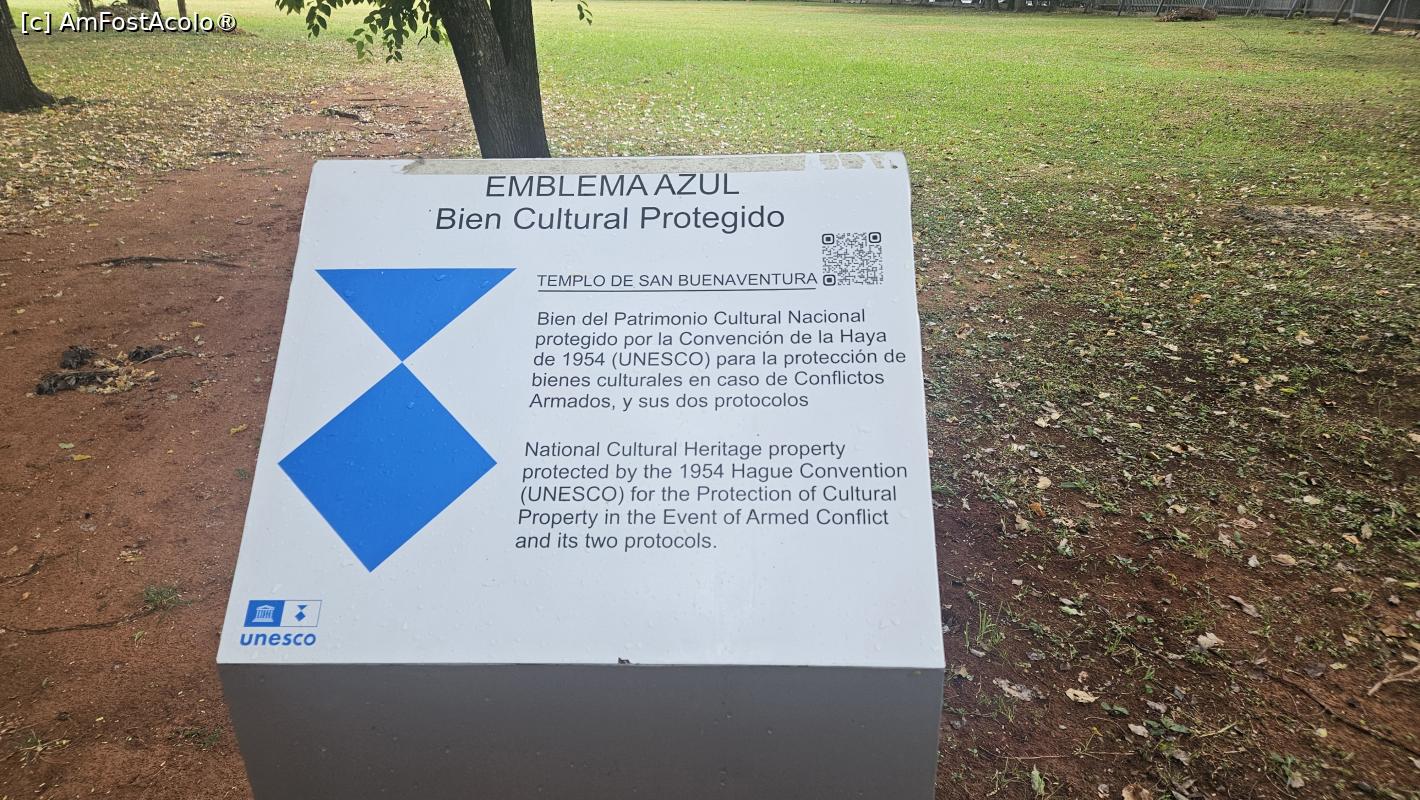 [c] AmFostAcolo®
EMBLEMA AZUL
Bien Cultural Protegido
TEMPLO DE SAN BUENAVENTURA
Bien del Patrimonio Cultural Nacional
protegido por la Convención de la Haya
de 1954 (UNESCO) para la protección de
bienes culturales en caso de Conflictos
Armados, y sus dos protocolos
National Cultural Heritage property
protected by the 1954 Hague Convention
(UNESCO) for the Protection of Cultural
Property in the Event of Armed Conflict
and its two protocols.
unesco